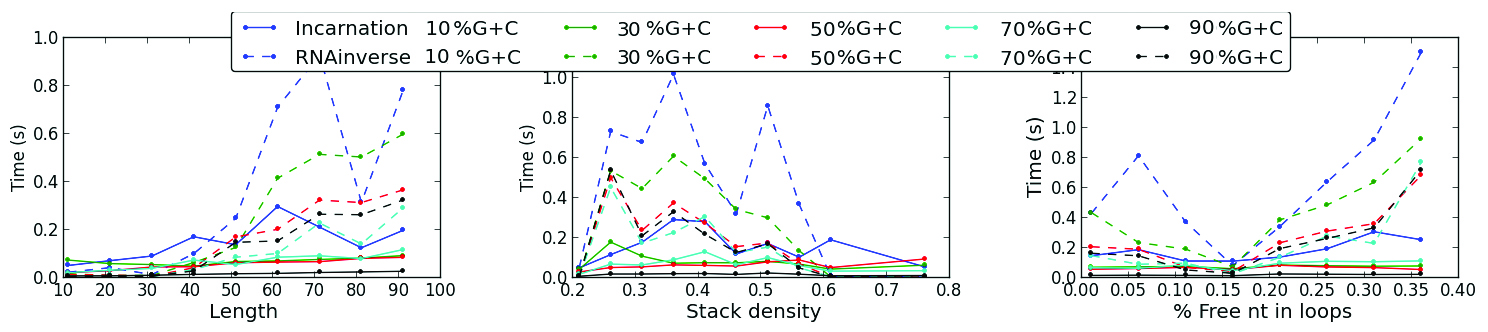 Incarnation 10 %G+C 30 %G+C 50 %G+C 70 %G+C 90 %G+C
RNAinverse 10 %G+C 30 %G+C 50 %G+C 70 %G+C 90 %G+C
1.0
0.8
0.6
0.4
0.2
0.0
Time (s)
10 20 30 40 50 60 70 80 90 100
Length
1.0
0.8
0.6
0.4
0.2
0.0
Time (s)
0.2 0.3 0.4 0.5 0.6 0.7 0.8
Stack density
1.4
1.2
1.0
0.8
0.6
0.4
0.2
0.0
Time (s)
0.00 0.05 0.10 0.15 0.20 0.25 0.30 0.35 0.40
% Free nt in loops